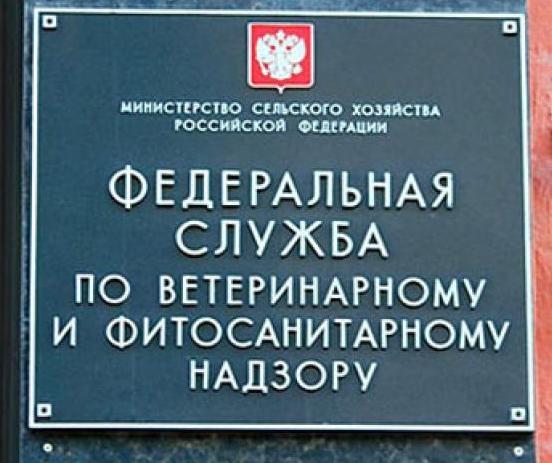 МИНИСТЕРСТВО СЕЛЬСКОГО ХОЗЯЙСТВА
РОССИЙСКОЙ ФЕДЕРАЦИИ
ФЕДЕРАЛЬНАЯ
СЛУЖБА
ПО ВЕТЕРИНАРНОМУ
И ФИТОСАНИТАРНОМУ
НАДЗОРУ